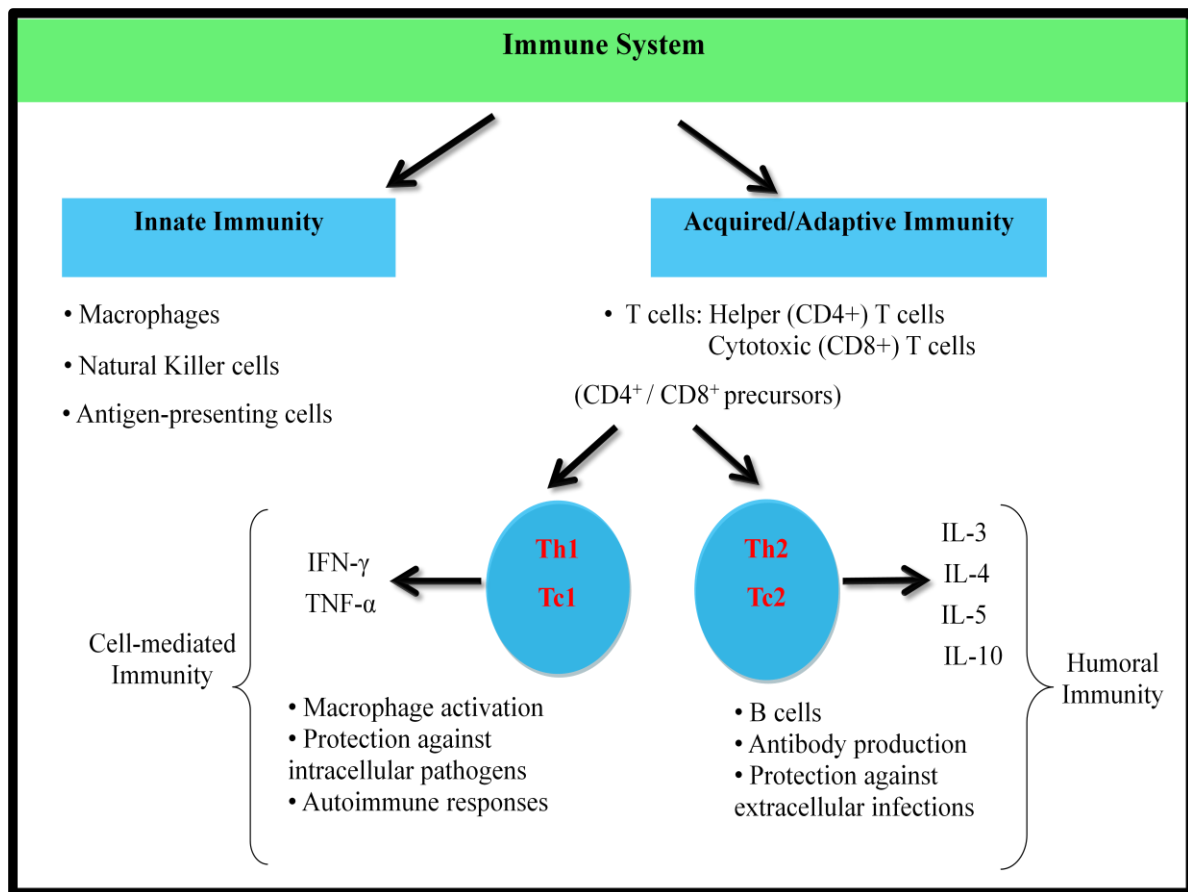 Immune System
Innate Immunity
Acquired/Adaptive Immunity
• Macrophages
• Natural Killer cells
• Antigen-presenting cells
• T cells: Helper (CD4+) T cells
Cytotoxic (CD8+) T cells
(CD4⁺ / CD8⁺ precursors)
Cell-mediated
Immunity
IFN-γ
TNF-α
Th1
Tc1
• Macrophage activation
• Protection against
intracellular pathogens
• Autoimmune responses
Th2
Tc2
IL-3
IL-4
IL-5
IL-10
• B cells
• Antibody production
• Protection against
extracellular infections
Humoral
Immunity